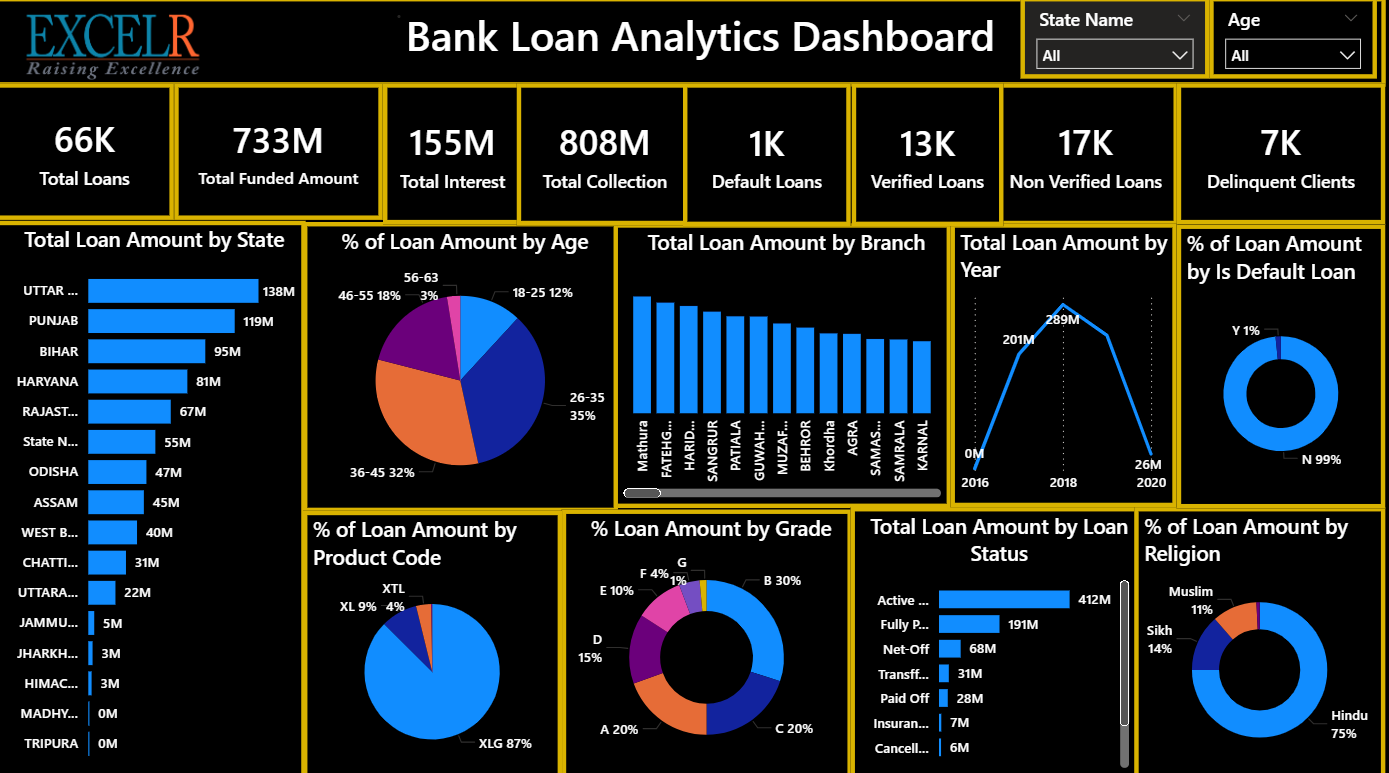 EXCELR
Raising Excellence
Bank Loan Analytics Dashboard
State Name
All
Age
All
66K
Total Loans
733M
Total Funded Amount
155M
Total Interest
808M
Total Collection
1K
Default Loans
13K
Verified Loans
17K
Non Verified Loans
7K
Delinquent Clients
Total Loan Amount by State
UTTAR ... 138M
PUNJAB 119M
BIHAR 95M
HARYANA 81M
RAJAST... 67M
State N... 55M
ODISHA 47M
ASSAM 45M
WEST B... 40M
CHATTI... 31M
UTTARA... 22M
JAMMU... 5M
JHARKH... 3M
HIMAC... 3M
MADHY... 0M
TRIPURA 0M
% of Loan Amount by Age
56-63
3%
46-55 18%
18-25 12%
26-35
35%
36-45 32%
Total Loan Amount by Branch
Mathura
FATEHG...
HARID...
SANGRUR
PATIALA
GUWAH...
MUZAF...
BEHROR
Khordha
AGRA
SAMAS...
SAMRALA
KARNAL
Total Loan Amount by
Year
289M
201M
0M
26M
2016
2018
2020
% of Loan Amount
by Is Default Loan
Y 1%
N 99%
% of Loan Amount by
Product Code
XTL
4%
XL 9%
XLG 87%
% Loan Amount by Grade
G
1%
F 4%
B 30%
E 10%
D
15%
A 20%
C 20%
Total Loan Amount by Loan
Status
Active ... 412M
Fully P... 191M
Net-Off 68M
Transff... 31M
Paid Off 28M
Insuran... 7M
Cancell... 6M
% of Loan Amount by
Religion
Muslim
11%
Sikh
14%
Hindu
75%